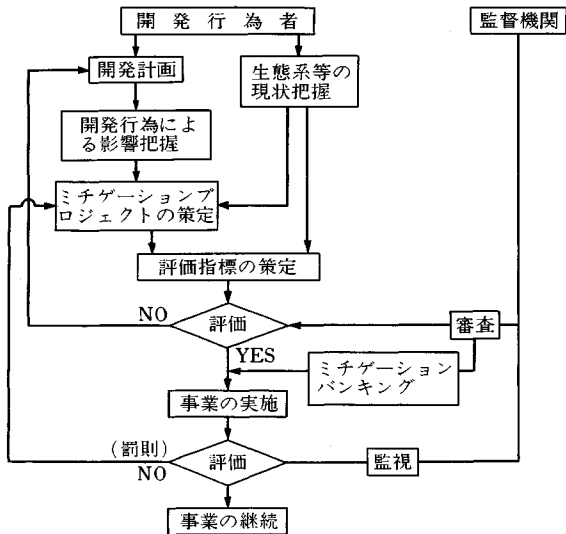 開発行為者
監督機関
開発計画
生態系等の
現状把握
開発行為によ
る影響把握
ミチゲーションプ
ロジェクトの策定
評価指標の策定
NO
評価
審査
YES
ミチゲーション
バンキング
事業の実施
(罰則)
NO
評価
監視
事業の継続